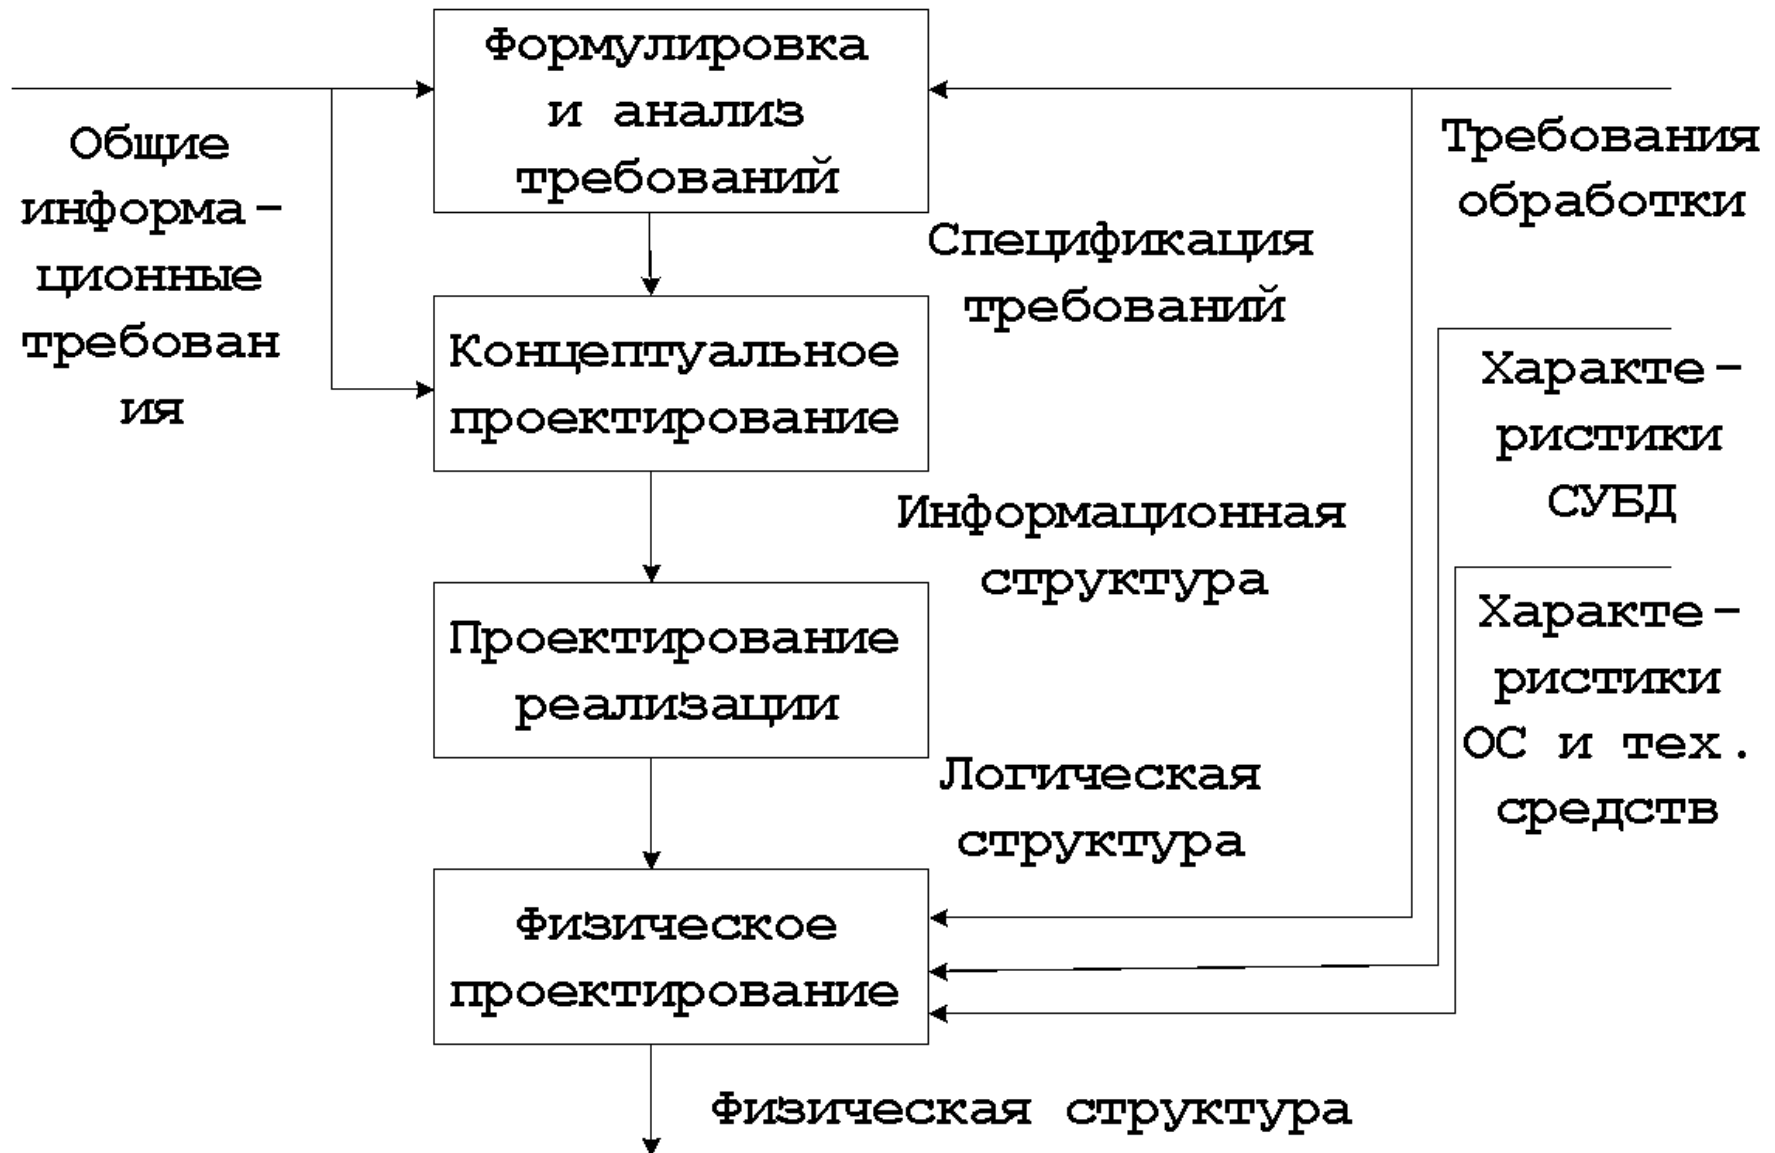 Формулировка
и анализ
требований
Общие
информа-
ционные
требован
ия
Требования
обработки
Спецификация
требований
Концептуальное
проектирование
Характе-
ристики
СУБД
Информационная
структура
Проектирование
реализации
Характе-
ристики
ОС и тех.
средств
Логическая
структура
Физическое
проектирование
Физическая структура